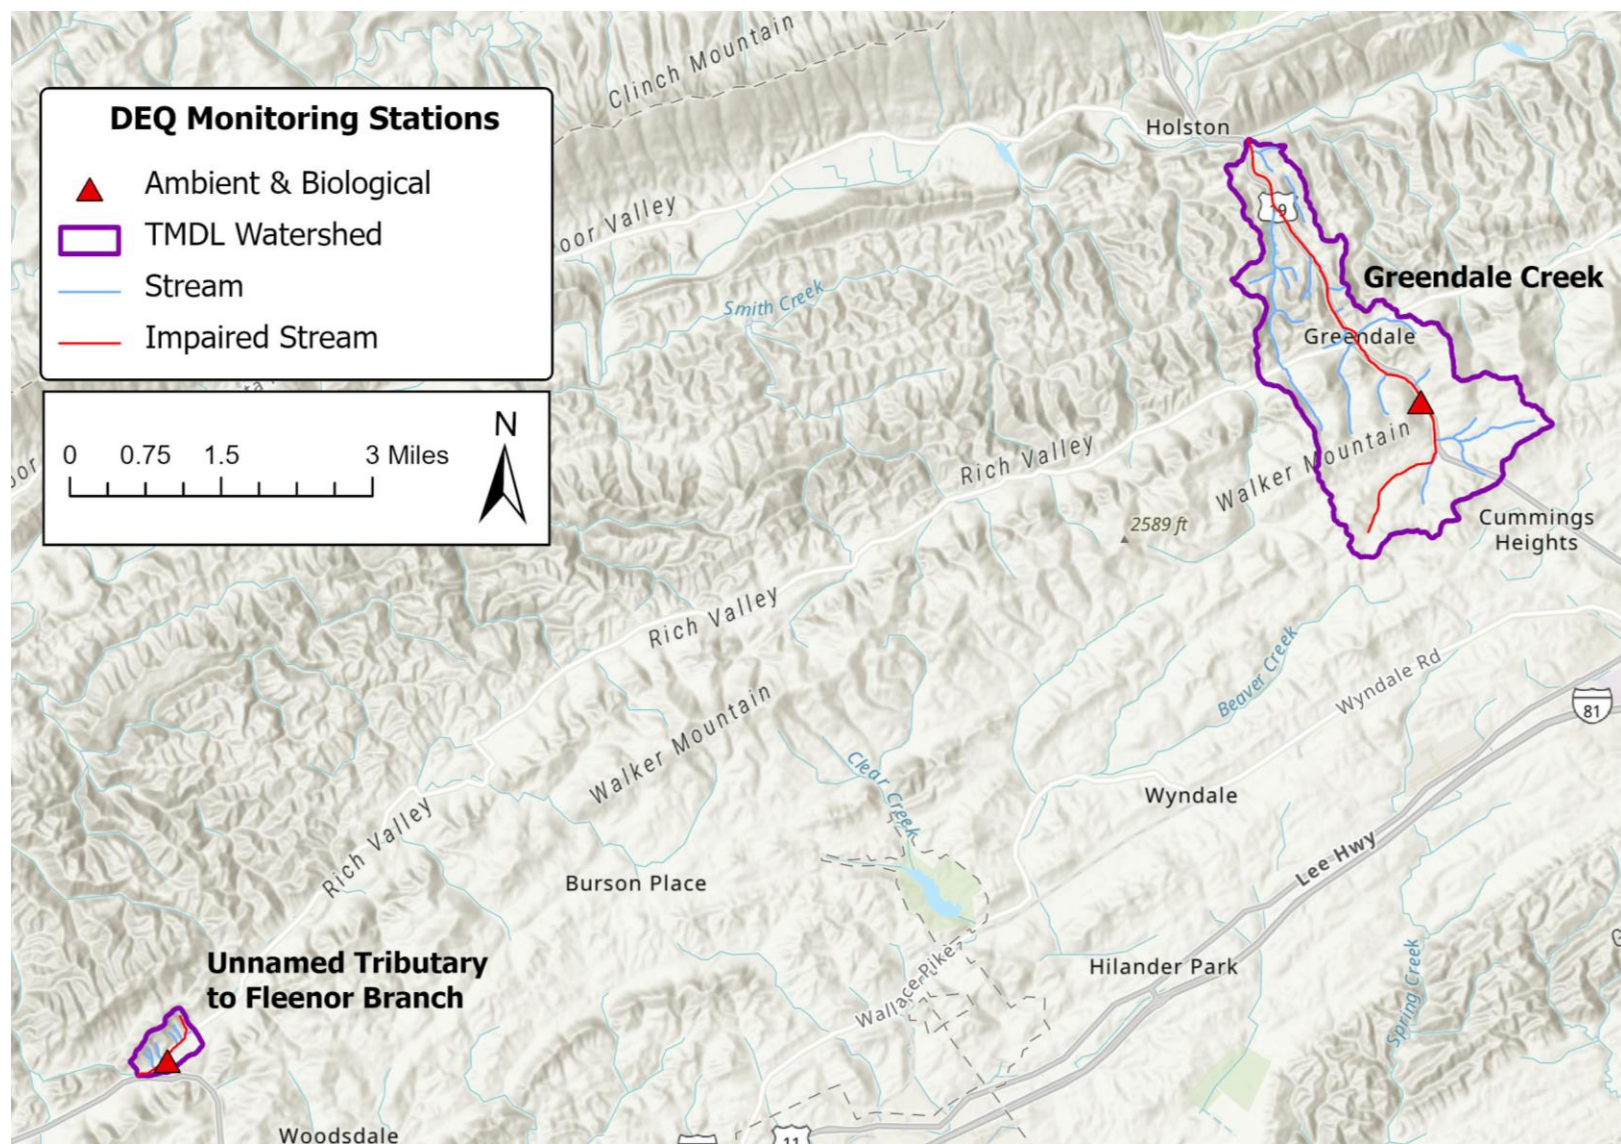 Clinch Mountain
DEQ Monitoring Stations
Ambient & Biological
TMDL Watershed
Stream
Impaired Stream
0 0.75 1.5 3 Miles
N
Holston
19
oor Valley
Smith Creek
Greendale Creek
Greendale
Rich Valley
Walker Mountain
2589 ft
Cummings
Heights
Rich Valley
Beaver Creek
Wyndale Rd
81
Walker Mountain
Clear Creek
Wyndale
Rich Valley
Burson Place
Lee Hwy
Unnamed Tributary
to Fleenor Branch
Hilander Park
Wallace Pike
Spring Creek
Woodsdale
11